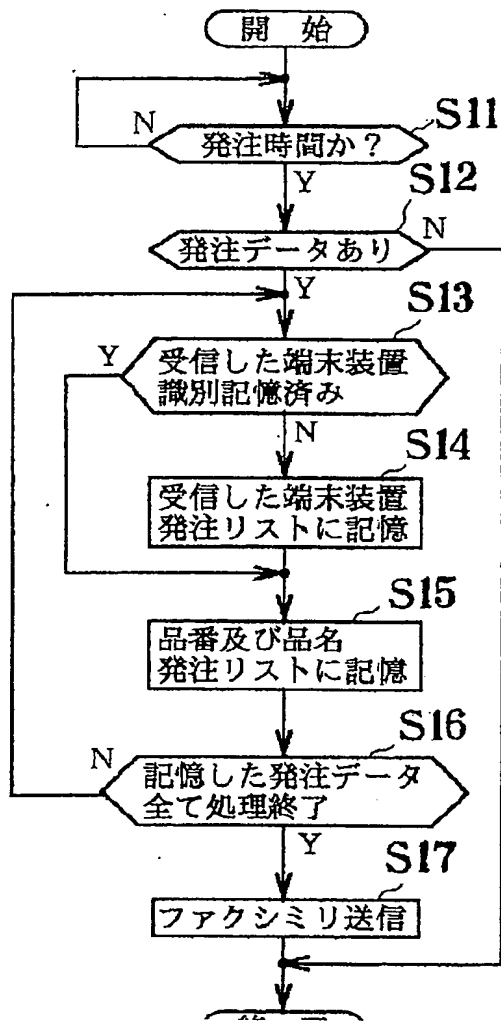 開 始
S11
N
発注時間か？
Y
S12
N
発注データあり
Y
S13
Y
受信した端末装置
識別記憶済み
N
S14
受信した端末装置
発注リストに記憶
S15
品番及び品名
発注リストに記憶
S16
N
記憶した発注データ
全て処理終了
Y
S17
ファクシミリ送信